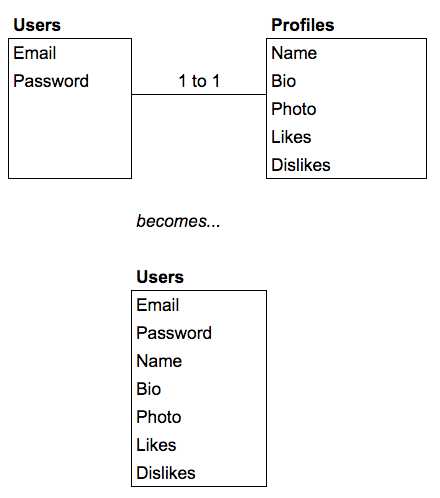 Users
Email
Password
1 to 1
Profiles
Name
Bio
Photo
Likes
Dislikes
becomes...
Users
Email
Password
Name
Bio
Photo
Likes
Dislikes